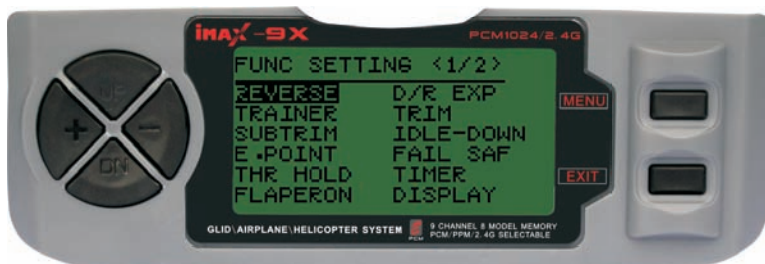 iMAX-9X PCM1024/2.4G
FUNC SETTING <1/2>
REVERSE D/R EXP
TRAINER TRIM
SUBTRIM IDLE-DOWN
E.POINT FAIL SAF
THR HOLD TIMER
FLAPERON DISPLAY
UP
+ -
DN
MENU
EXIT
GLID\AIRPLANE\HELICOPTER SYSTEM
PCM
9 CHANNEL 8 MODEL MEMORY
PCM/PPM/2.4G SELECTABLE